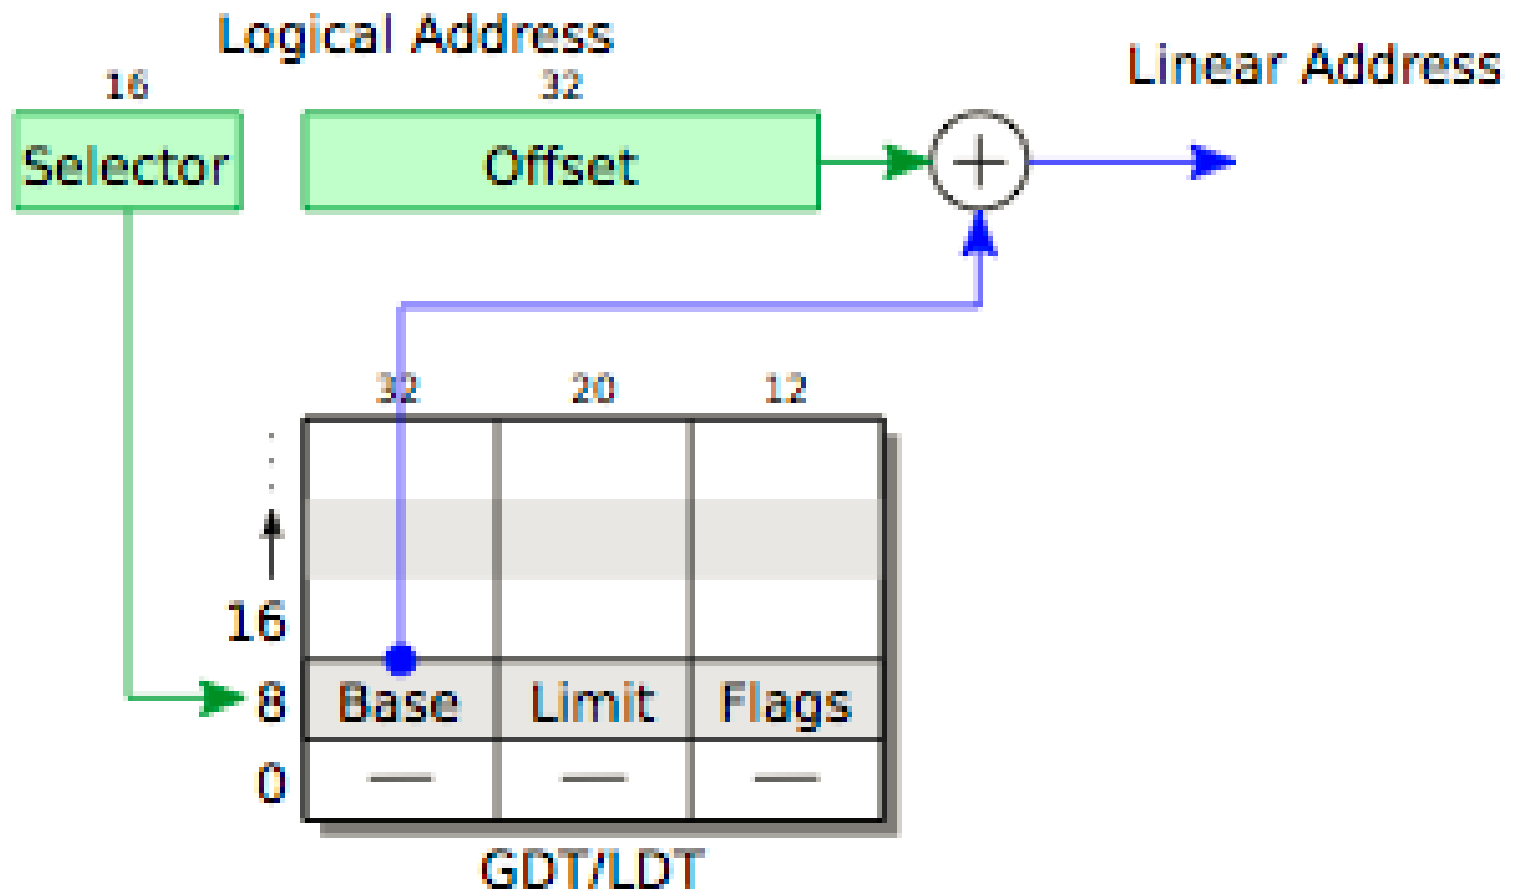 Logical Address
Linear Address
16 32
Selector Offset
+
32 20 12
16
8 Base Limit Flags
0 — — —
GDT/LDT